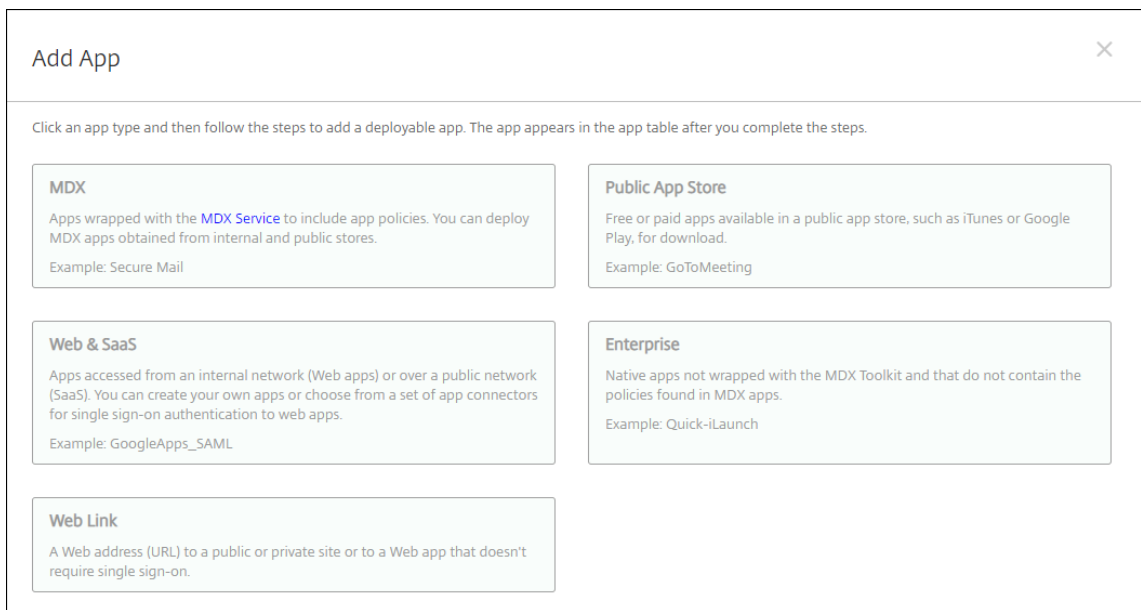 Add App
Click an app type and then follow the steps to add a deployable app. The app appears in the app table after you complete the steps.
MDX
Apps wrapped with the MDX Service to include app policies. You can deploy
MDX apps obtained from internal and public stores.
Example: Secure Mail
Public App Store
Free or paid apps available in a public app store, such as iTunes or Google
Play, for download.
Example: GoToMeeting
Web & SaaS
Apps accessed from an internal network (Web apps) or over a public network
(SaaS). You can create your own apps or choose from a set of app connectors
for single sign-on authentication to web apps.
Example: GoogleApps_SAML
Enterprise
Native apps not wrapped with the MDX Toolkit and that do not contain the
policies found in MDX apps.
Example: Quick-iLaunch
Web Link
A Web address (URL) to a public or private site or to a Web app that doesn't
require single sign-on.